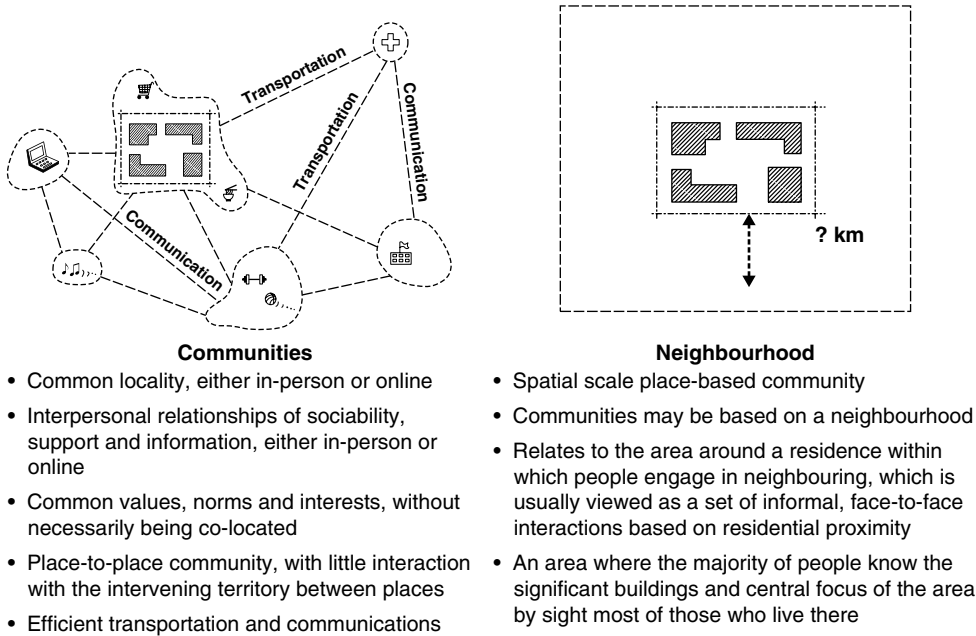 Transportation
Transportation
Communication
Communication
? km
Communities
• Common locality, either in-person or online
• Interpersonal relationships of sociability,
support and information, either in-person or
online
• Common values, norms and interests, without
necessarily being co-located
• Place-to-place community, with little interaction
with the intervening territory between places
• Efficient transportation and communications
Neighbourhood
• Spatial scale place-based community
• Communities may be based on a neighbourhood
• Relates to the area around a residence within
which people engage in neighbouring, which is
usually viewed as a set of informal, face-to-face
interactions based on residential proximity
• An area where the majority of people know the
significant buildings and central focus of the area
by sight most of those who live there